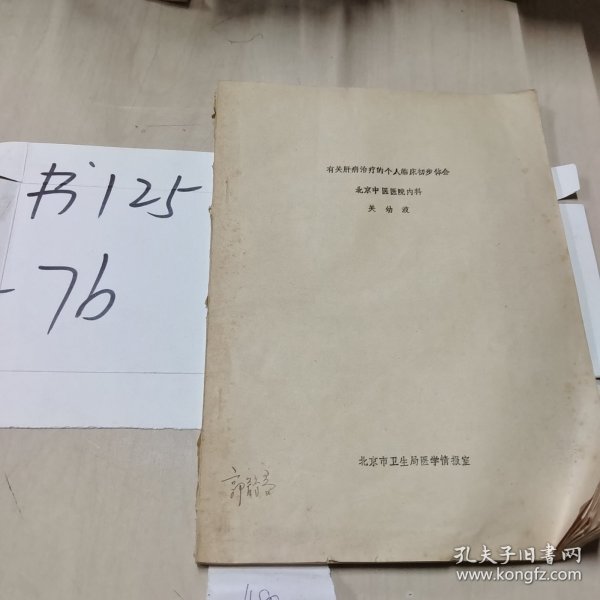 书125
-76
有关肝病治疗的个人临床初步体会
北京中医医院内科
关幼波
北京市卫生局医学情报室
孔夫子旧书网
www.kongfz.com